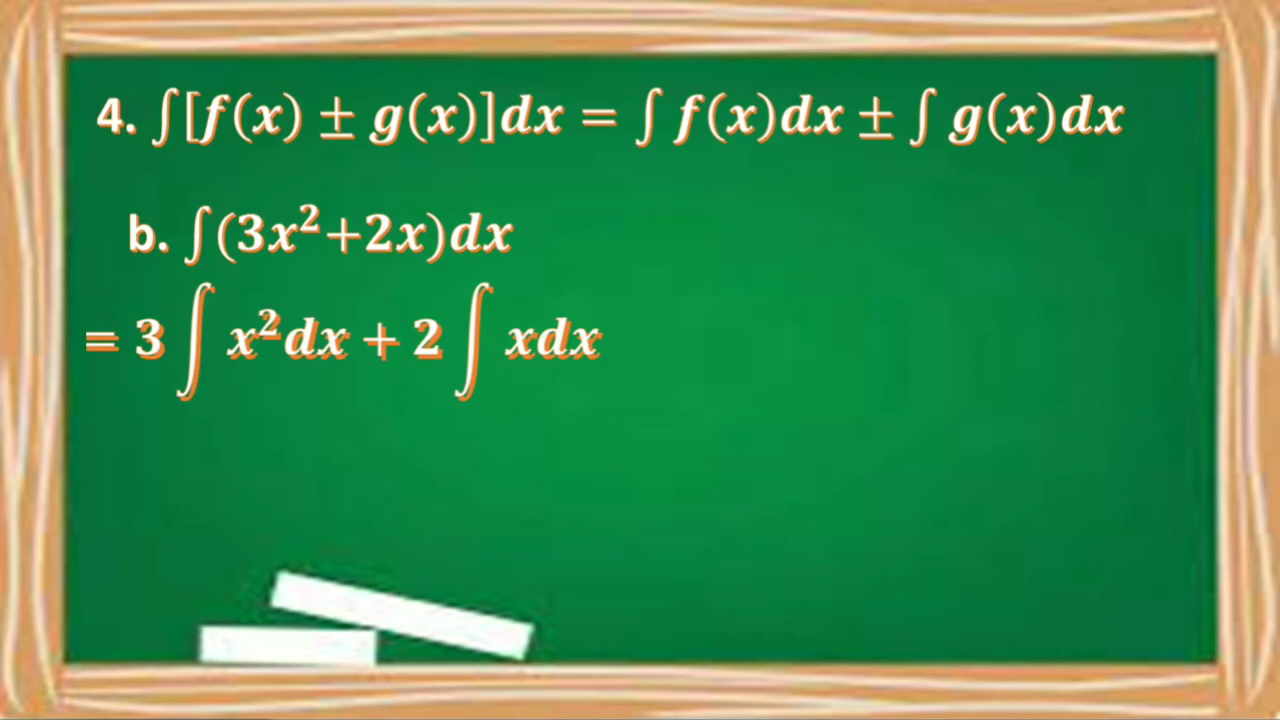 4. ∫[f(x) ± g(x)]dx = ∫ f(x)dx ± ∫ g(x)dx
b. ∫(3x²+2x)dx
= 3 ∫ x²dx + 2 ∫ xdx